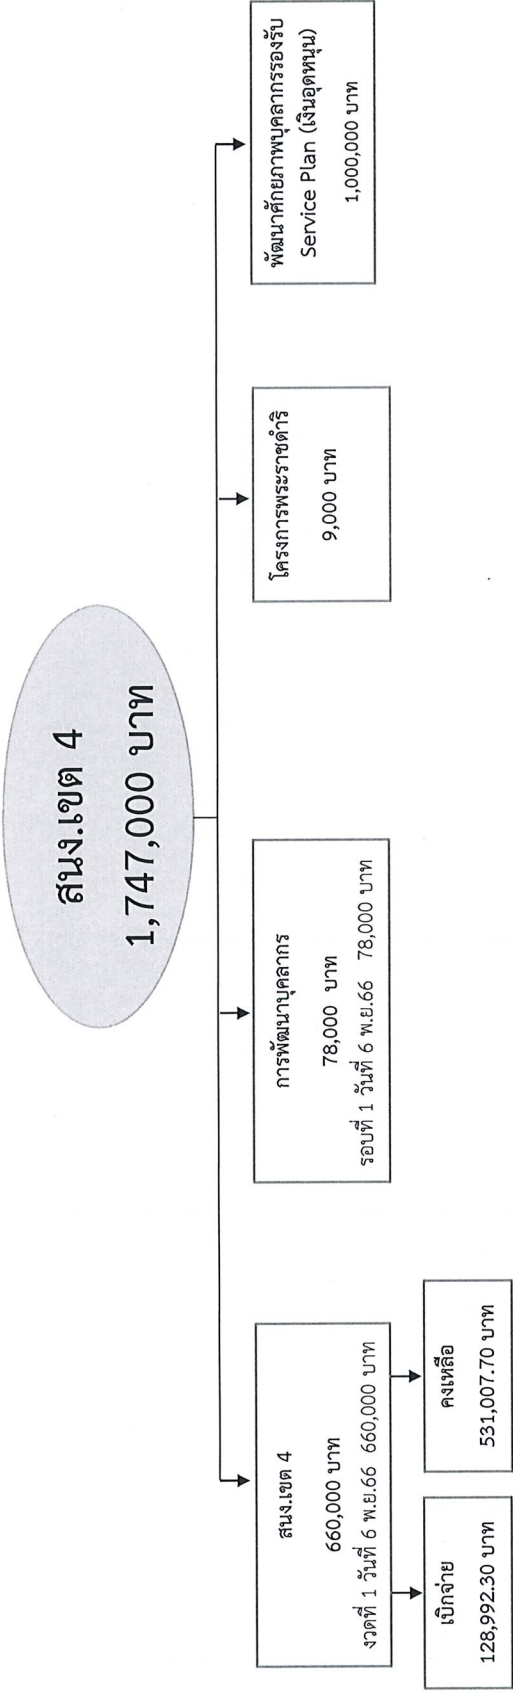 สนง.เขต 4
1,747,000 บาท
สนง.เขต 4
660,000 บาท
งวดที่ 1 วันที่ 6 พ.ย.66 660,000 บาท
เบิกจ่าย
128,992.30 บาท
คงเหลือ
531,007.70 บาท
การพัฒนาบุคลากร
78,000 บาท
รอบที่ 1 วันที่ 6 พ.ย.66 78,000 บาท
โครงการพระราชดำริ
9,000 บาท
พัฒนาศักยภาพบุคลากรรองรับ
Service Plan (เงินอุดหนุน)
1,000,000 บาท